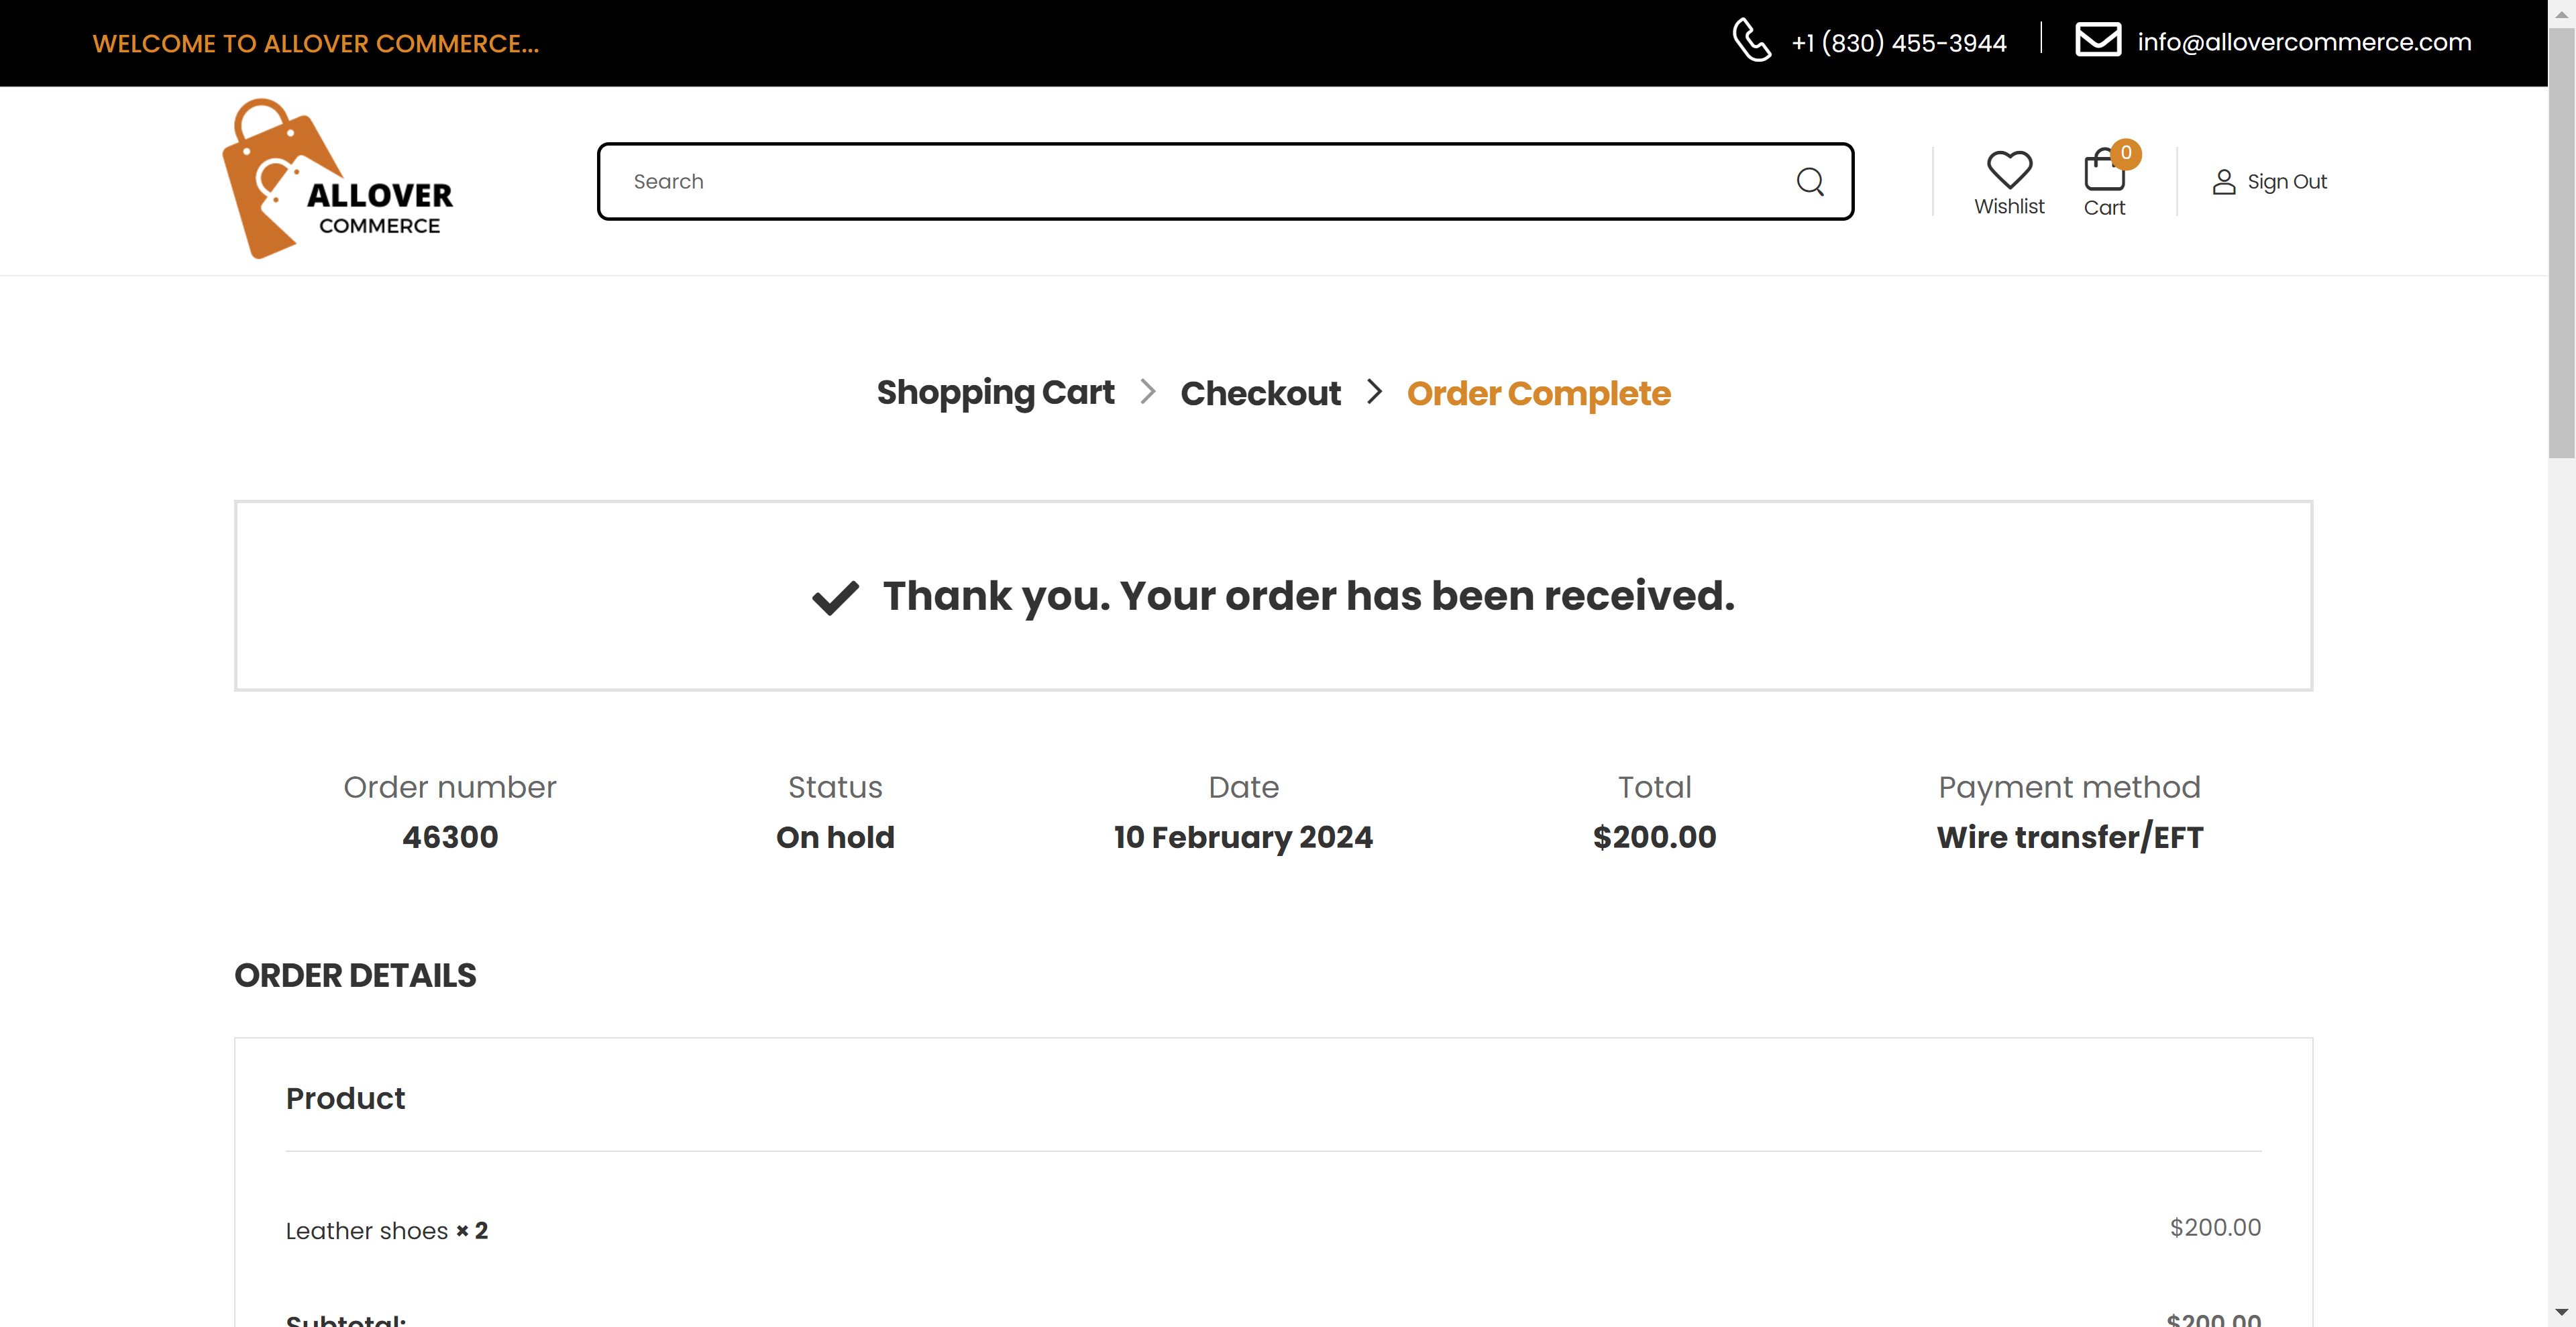 WELCOME TO ALLOVER COMMERCE...
+1 (830) 455-3944
info@allovercommerce.com
ALLOVER
COMMERCE
Search
Wishlist
0
Cart
Sign Out
Shopping Cart
Checkout
Order Complete
Thank you. Your order has been received.
Order number
46300
Status
On hold
Date
10 February 2024
Total
$200.00
Payment method
Wire transfer/EFT
ORDER DETAILS
Product
Leather shoes × 2
$200.00
Subtotal:
$200.00